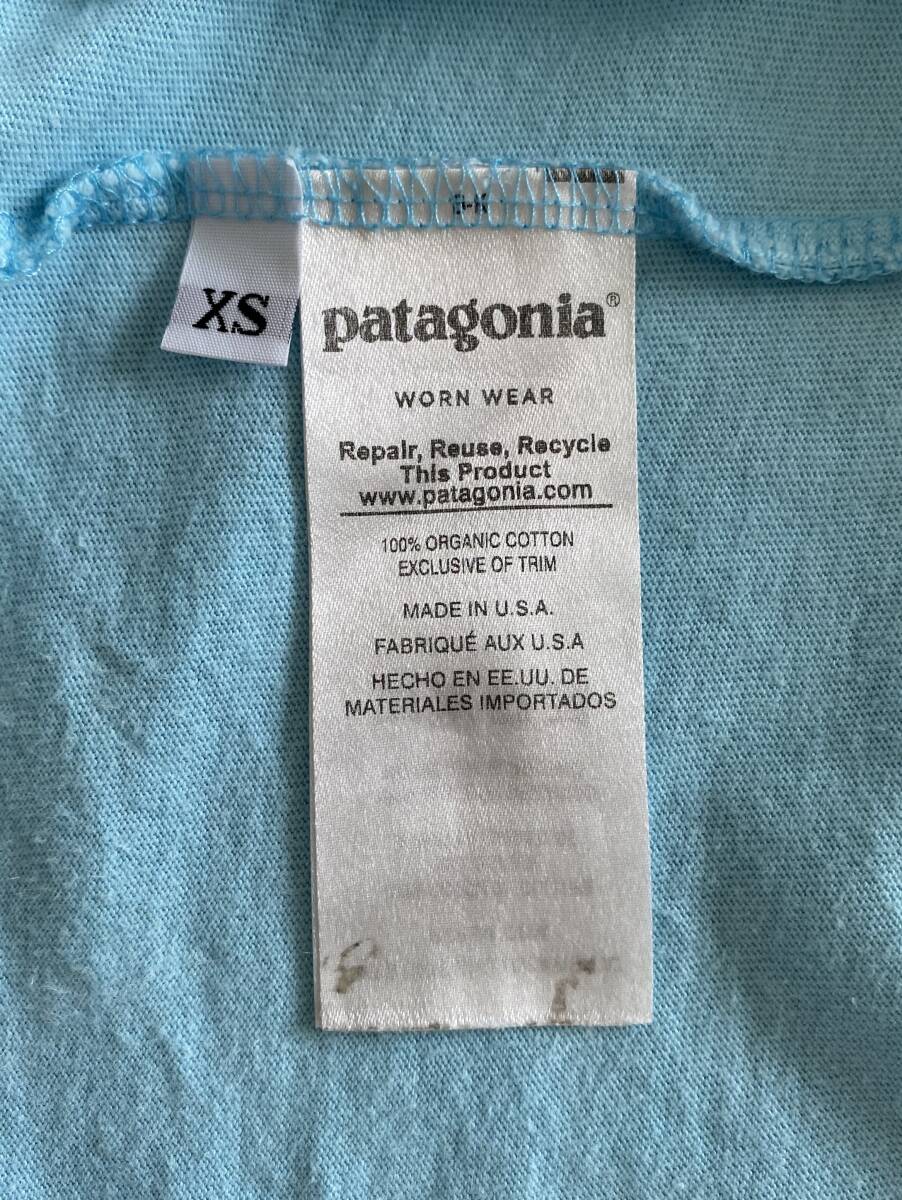 XS
patagonia®
WORN WEAR
Repair, Reuse, Recycle
This Product
www.patagonia.com
100% ORGANIC COTTON
EXCLUSIVE OF TRIM
MADE IN U.S.A.
FABRIQUÉ AUX U.S.A
HECHO EN EE.UU. DE
MATERIALES IMPORTADOS